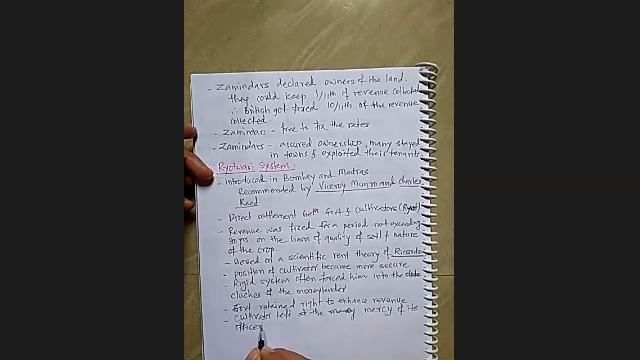 - Zamindars declared owners of the land.
They could keep 1/11th of revenue collected
∴ British got fixed 10/11th of the revenue
collected.
- Zamindars - free to fix the rates
- Zamindars - assured ownership, many stayed
in towns & exploited their tenants.
Ryotwari System:
- introduced in Bombay and Madras
Recommended by Viceroy Munro and Charles
Reed
- Direct settlement betn Govt & cultivators (Ryot)
- Revenue was fixed for a period not exceeding
30yrs on the basis of quality of soil & nature
of the crop.
- Based on a scientific rent theory of Ricardo
- position of cultivator became more secure
- Rigid system often forced him into the
clutches of the moneylender
- Govt retained right to enhance revenue
- Cultivator left at the mercy of its
officers